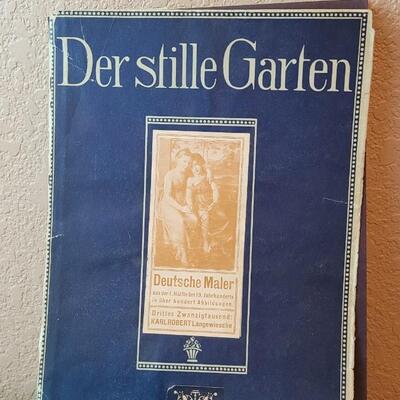 Der stille Garten
Deutsche Maler
aus der I. Hälfte des 19. Jahrhunderts
in über hundert Abbildungen.
Drittes Zwanzigtausend:
KARL ROBERT Langewiesche